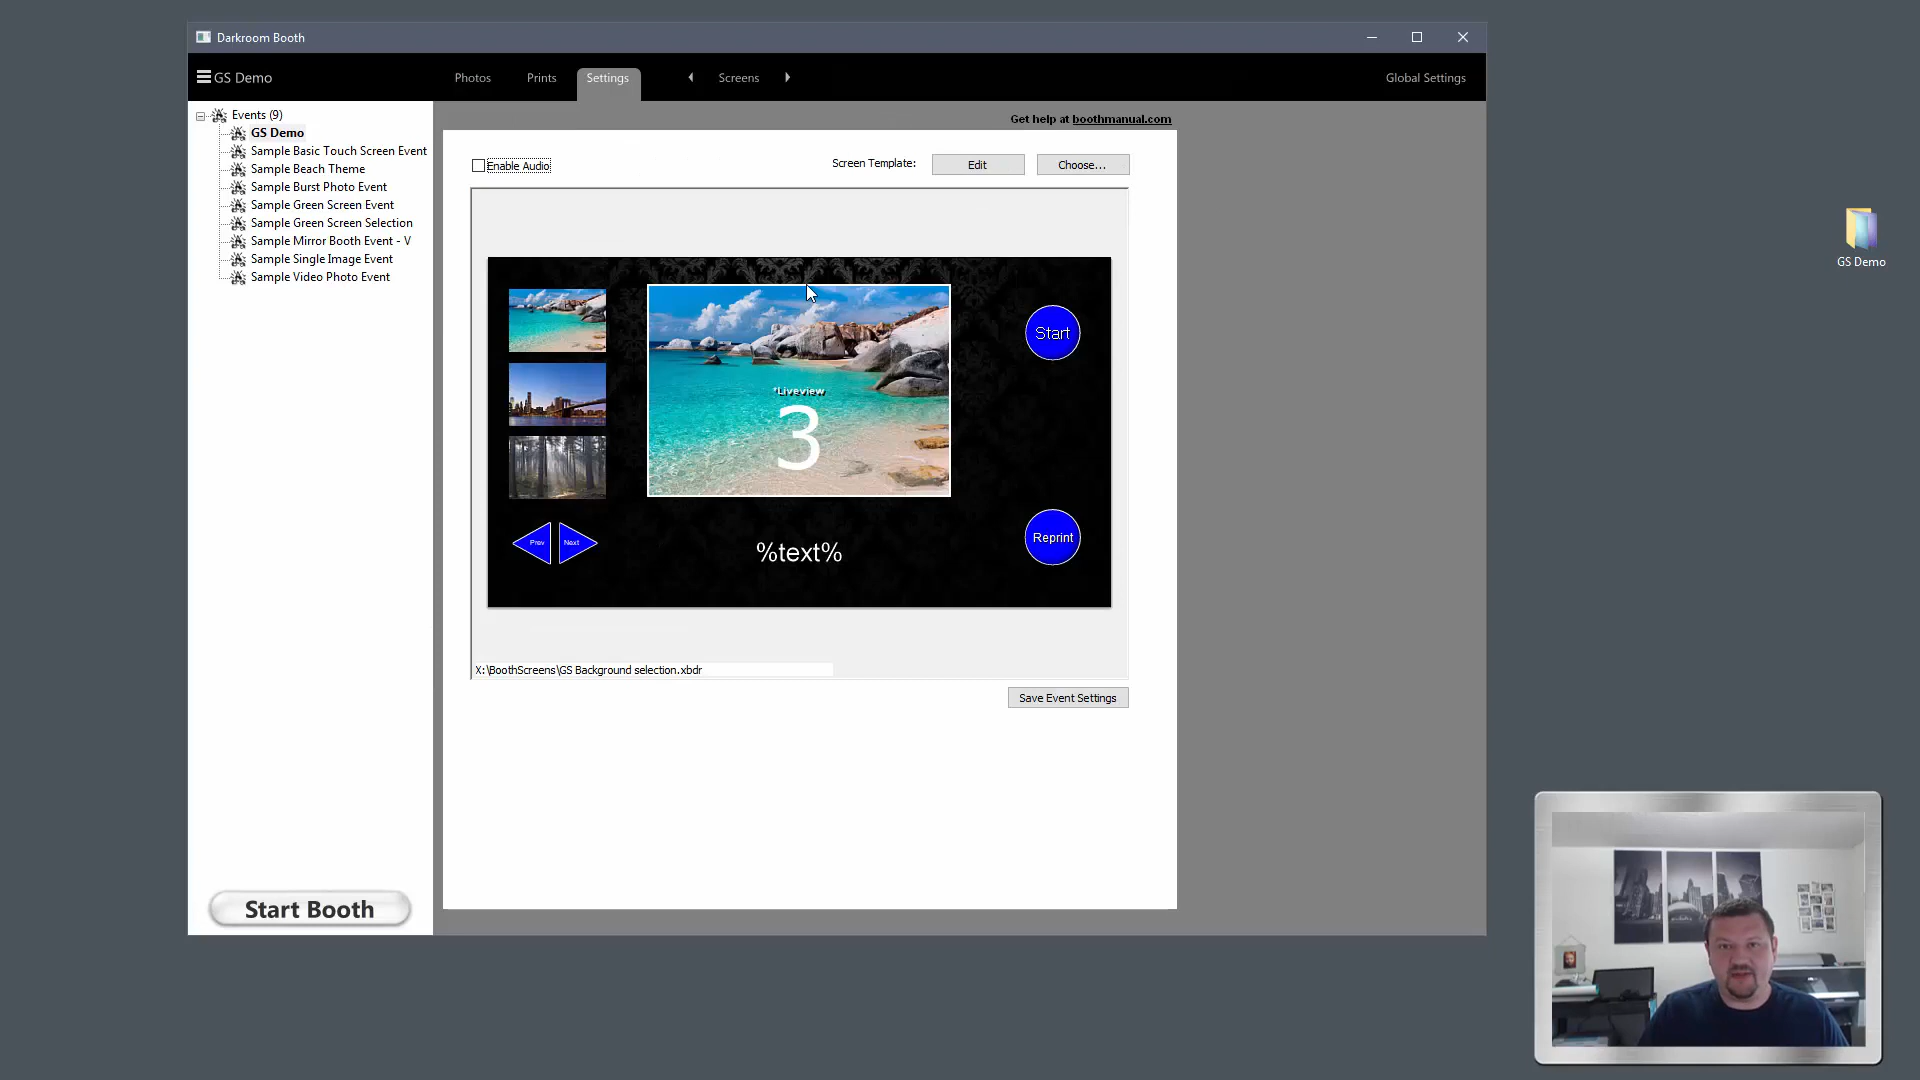 Darkroom Booth
GS Demo
Photos
Prints
Settings
Screens
Global Settings
Events (9)
GS Demo
Sample Basic Touch Screen Event
Sample Beach Theme
Sample Burst Photo Event
Sample Green Screen Event
Sample Green Screen Selection
Sample Mirror Booth Event - V
Sample Single Image Event
Sample Video Photo Event
Get help at boothmanual.com
Enable Audio
Screen Template:
Edit
Choose...
*Liveview
3
Start
Prev
Next
%text%
Reprint
X:\BoothScreens\GS Background selection.xbdr
Save Event Settings
Start Booth
GS Demo